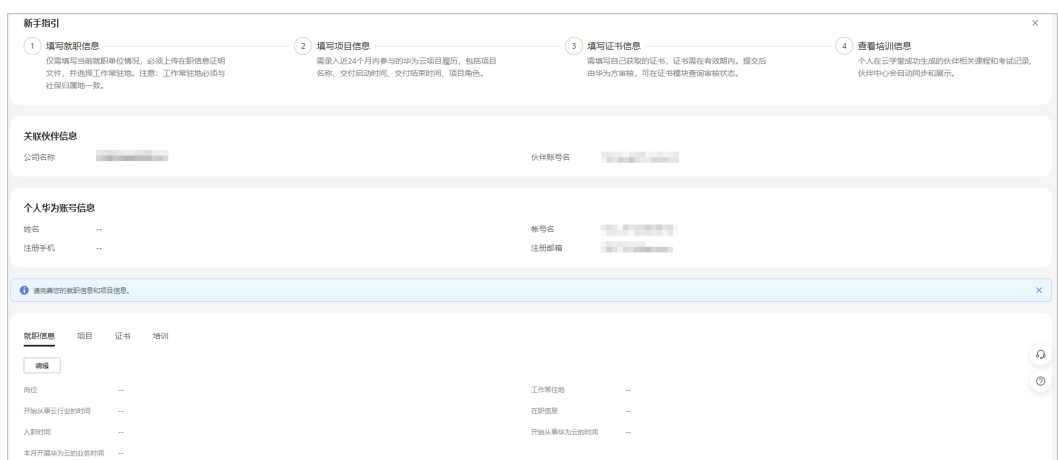 新手指引
1 填写就职信息
仅需填写当前就职单位情况，必须上传在职信息证明
文件，并选择工作常驻地。注意：工作常驻地必须与
社保归属地一致。
2 填写项目信息
需录入近24个月内参与的华为云项目履历，包括项目
名称、交付启动时间、交付结束时间、项目角色。
3 填写证书信息
需填写自己获取的证书，证书需在有效期内。提交后
由华为方审核，可在证书模块查询审核状态。
4 查看培训信息
个人在云学堂成功生成的伙伴相关课程和考试记录,
伙伴中心会自动同步和展示。
关联伙伴信息
公司名称
伙伴账号名
个人华为账号信息
姓名 --
帐号名
注册手机 --
注册邮箱
请完善您的就职信息和项目信息。
就职信息 项目 证书 培训
编辑
岗位 --
工作常住地 --
开始从事云行业的时间 --
在职信息 --
入职时间 --
开始从事华为云的时间 --
本月开展华为云的业务时间 --